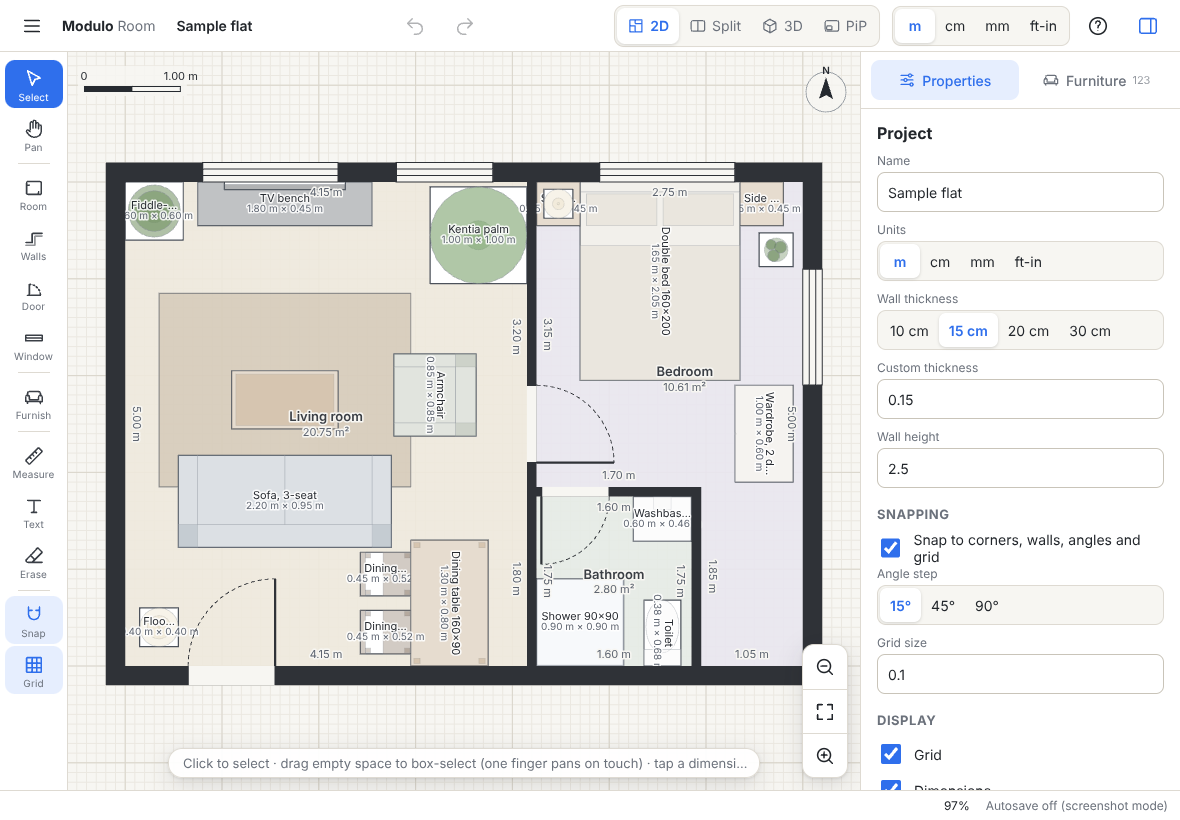 Modulo Room
Sample flat
2D
Split
3D
PiP
m
cm
mm
ft-in
Select
Pan
Room
Walls
Door
Window
Furnish
Measure
Text
Erase
Snap
Grid
0
1.00 m
N
Fiddle-…
60 m × 0.60 m
TV bench
1.80 m × 0.45 m
4.15 m
Kentia palm
1.00 m × 1.00 m
2.75 m
Side …
Double bed 160×200
1.65 m × 2.05 m
3.20 m
3.15 m
Armchair
0.85 m × 0.85 m
Bedroom
10.61 m²
Living room
20.75 m²
5.00 m
Wardrobe, 2 d…
1.00 m × 0.60 m
5.00 m
1.70 m
Sofa, 3-seat
2.20 m × 0.95 m
1.60 m
Washbas…
0.60 m × 0.46
Dining…
0.45 m × 0.52
Dining…
0.45 m × 0.52 m
Dining table 160×90
1.30 m × 0.80 m
1.80 m
1.75 m
Bathroom
2.80 m²
1.75 m
1.85 m
Shower 90×90
0.90 m × 0.90 m
Toilet
0.38 m × 0.68 m
Floo…
.40 m × 0.40 m
4.15 m
1.60 m
1.05 m
Click to select · drag empty space to box-select (one finger pans on touch) · tap a dimensi…
Properties
Furniture 123
Project
Name
Sample flat
Units
m
cm
mm
ft-in
Wall thickness
10 cm
15 cm
20 cm
30 cm
Custom thickness
0.15
Wall height
2.5
SNAPPING
Snap to corners, walls, angles and
grid
Angle step
15°
45°
90°
Grid size
0.1
DISPLAY
Grid
Dimensions
97%
Autosave off (screenshot mode)